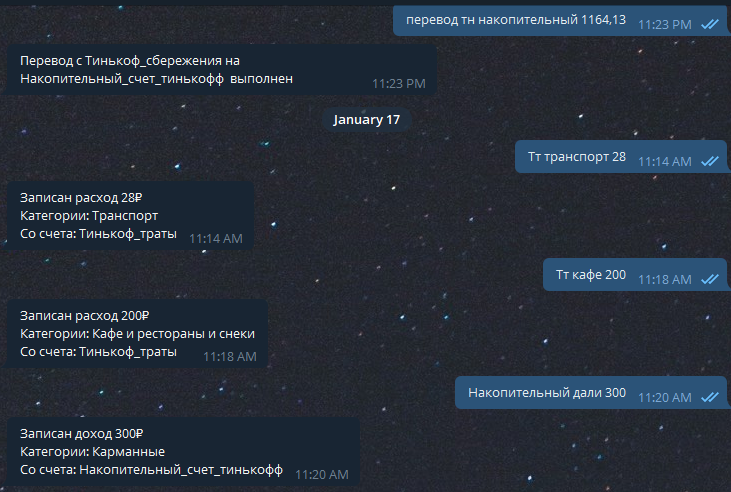 перевод тн накопительный 1164,13 11:23 PM
Перевод с Тинькоф_сбережения на
Накопительный_счет_тинькофф выполнен
11:23 PM
January 17
Тт транспорт 28 11:14 AM
Записан расход 28₽
Категории: Транспорт
Со счета: Тинькоф_траты 11:14 AM
Тт кафе 200 11:18 AM
Записан расход 200₽
Категории: Кафе и рестораны и снеки
Со счета: Тинькоф_траты 11:18 AM
Накопительный дали 300 11:20 AM
Записан доход 300₽
Категории: Карманные
Со счета: Накопительный_счет_тинькофф 11:20 AM